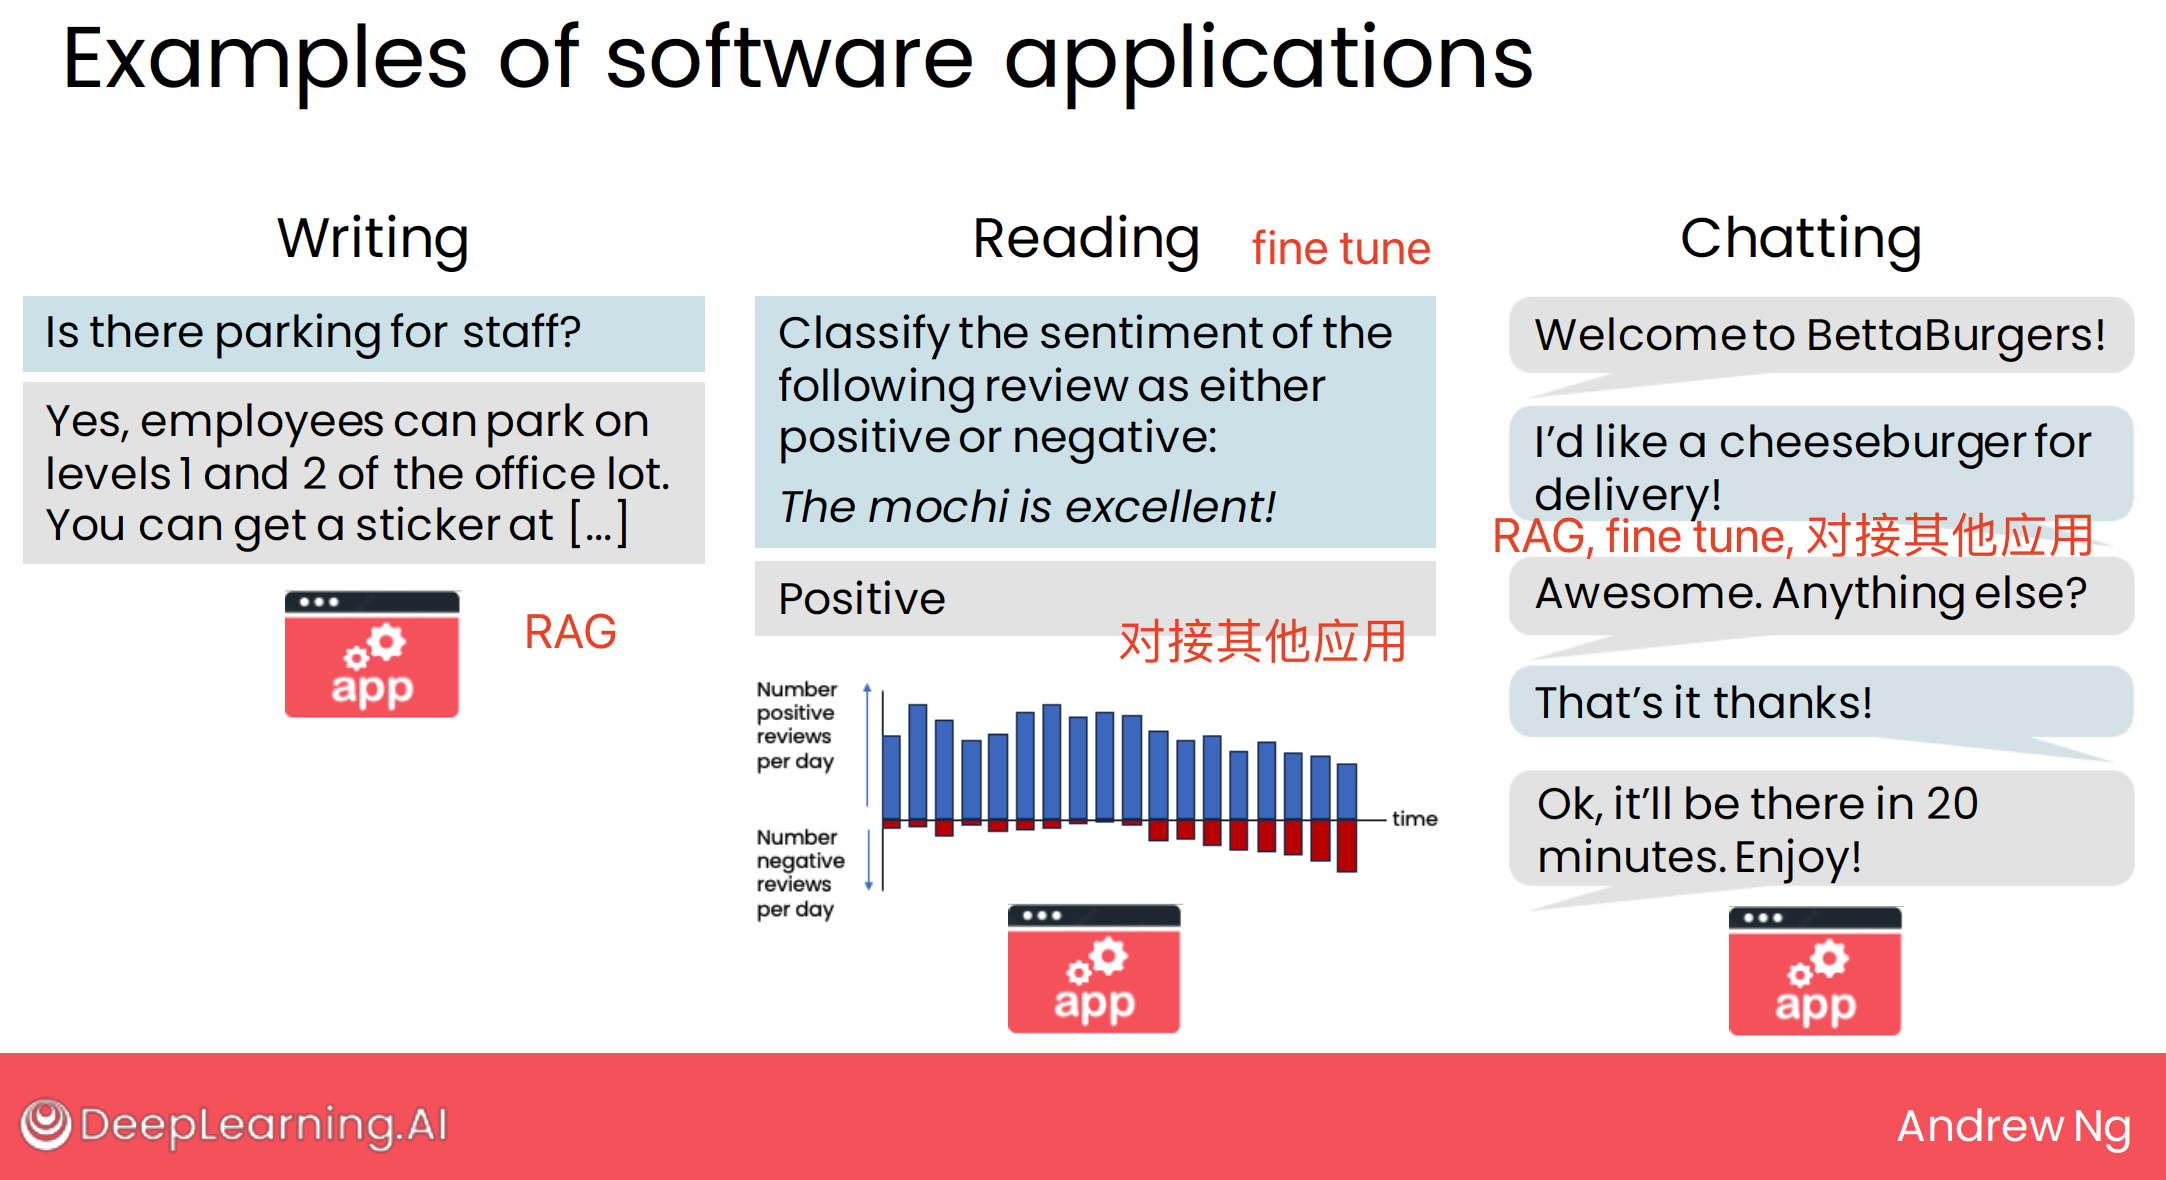 Examples of software applications
Writing
Is there parking for staff?
Yes, employees can park on
levels 1 and 2 of the office lot.
You can get a sticker at [...]
app
RAG
Reading
fine tune
Classify the sentiment of the
following review as either
positive or negative:
The mochi is excellent!
Positive
对接其他应用
Number
positive
reviews
per day
time
Number
negative
reviews
per day
app
Chatting
Welcome to BettaBurgers!
I'd like a cheeseburger for
delivery!
RAG, fine tune, 对接其他应用
Awesome. Anything else?
That's it thanks!
Ok, it'll be there in 20
minutes. Enjoy!
app
DeepLearning.AI
Andrew Ng